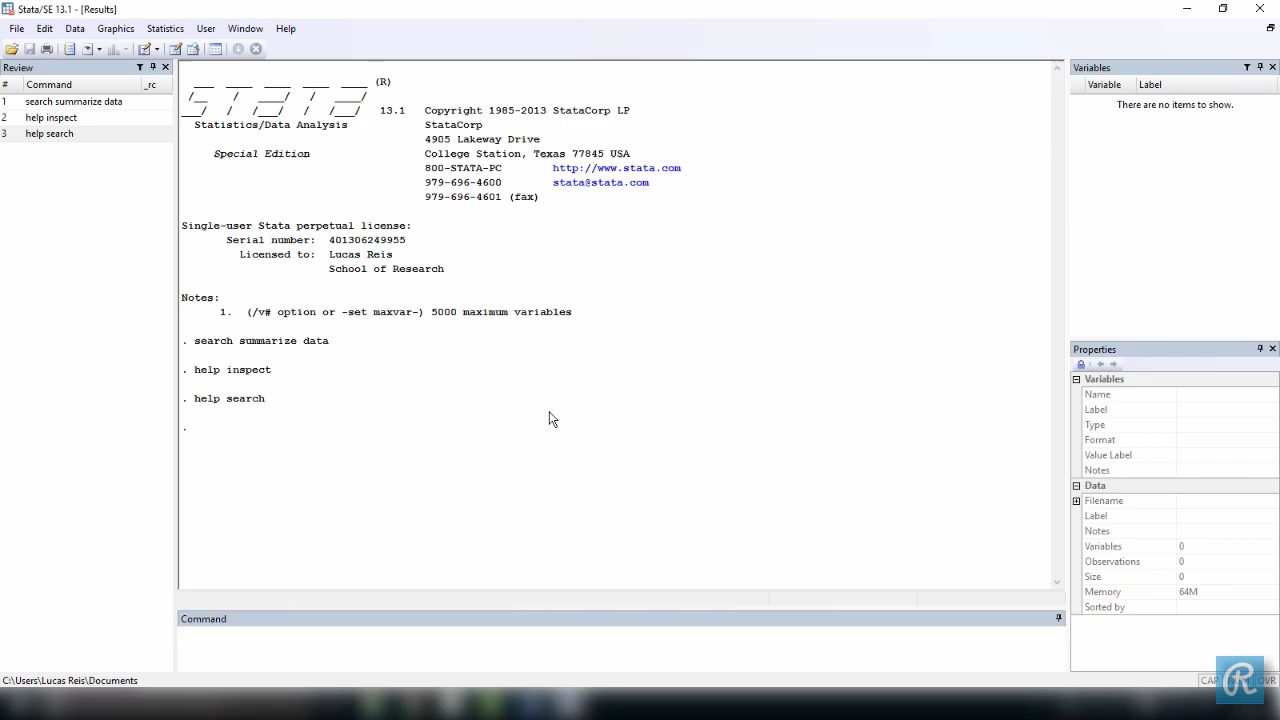 Stata/SE 13.1 - [Results]
File Edit Data Graphics Statistics User Window Help
Review
# Command _rc
1 search summarize data
2 help inspect
3 help search
(R)
13.1 Copyright 1985-2013 StataCorp LP
Statistics/Data Analysis StataCorp
4905 Lakeway Drive
Special Edition College Station, Texas 77845 USA
800-STATA-PC http://www.stata.com
979-696-4600 stata@stata.com
979-696-4601 (fax)
Single-user Stata perpetual license:
Serial number: 401306249955
Licensed to: Lucas Reis
School of Research
Notes:
1. (/v# option or -set maxvar-) 5000 maximum variables
. search summarize data
. help inspect
. help search
.
Command
Variables
Variable Label
There are no items to show.
Properties
Variables
Name
Label
Type
Format
Value Label
Notes
Data
Filename
Label
Notes
Variables 0
Observations 0
Size 0
Memory 64M
Sorted by
C:\Users\Lucas Reis\Documents
CAP OVR
R